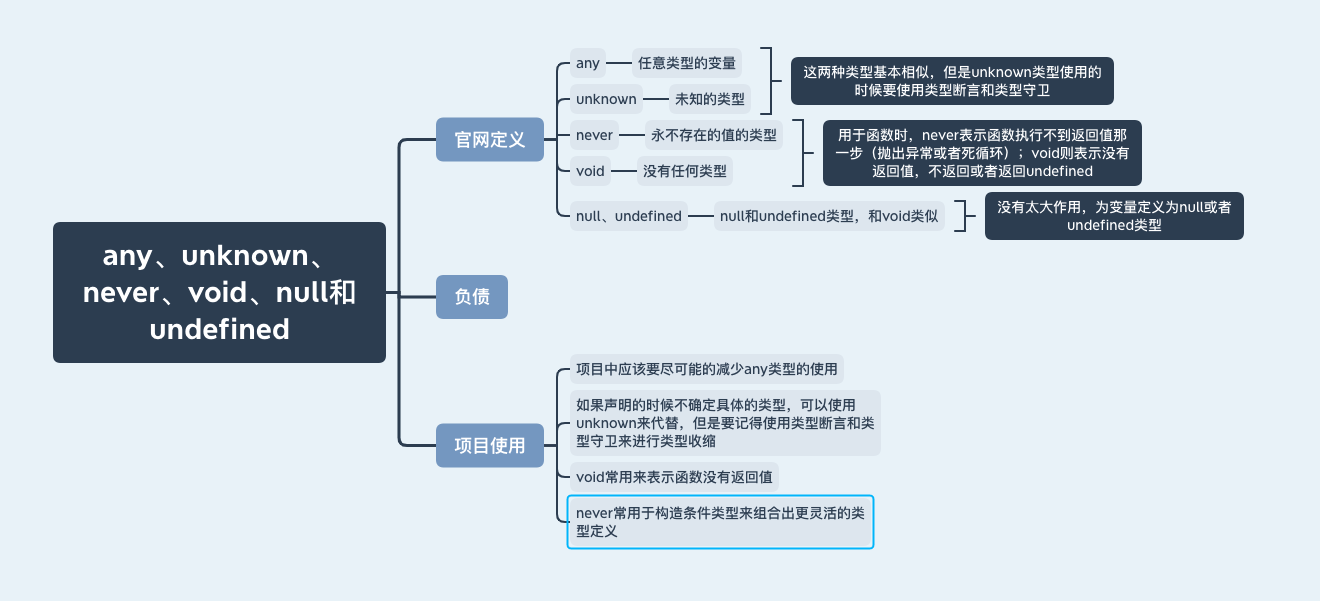 any、unknown、
never、void、null和
undefined
官网定义
any
任意类型的变量
unknown
未知的类型
这两种类型基本相似，但是unknown类型使用的
时候要使用类型断言和类型守卫
never
永不存在的值的类型
void
没有任何类型
用于函数时，never表示函数执行不到返回值那
一步（抛出异常或者死循环）；void则表示没有
返回值，不返回或者返回undefined
null、undefined
null和undefined类型，和void类似
没有太大作用，为变量定义为null或者
undefined类型
负债
项目使用
项目中应该要尽可能的减少any类型的使用
如果声明的时候不确定具体的类型，可以使用
unknown来代替，但是要记得使用类型断言和类
型守卫来进行类型收缩
void常用来表示函数没有返回值
never常用于构造条件类型来组合出更灵活的类
型定义